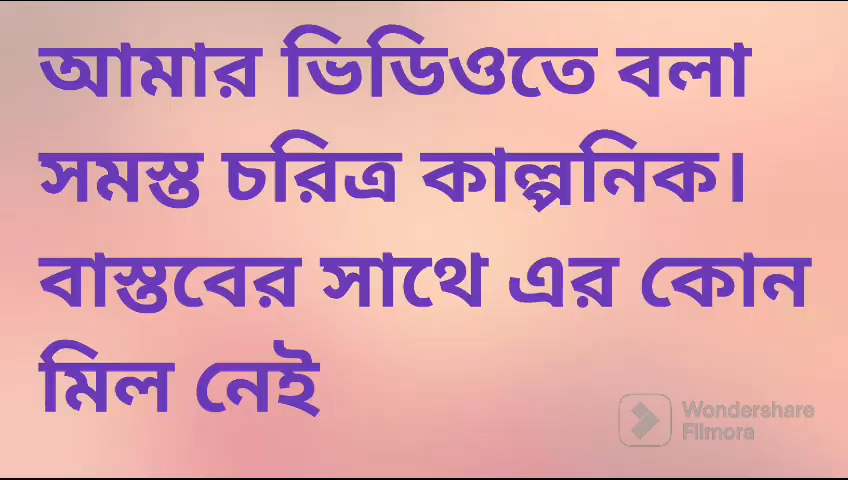 আমার ভিডিওতে বলা
সমস্ত চরিত্র কাল্পনিক।
বাস্তবের সাথে এর কোন
মিল নেই
Wondershare
Filmora